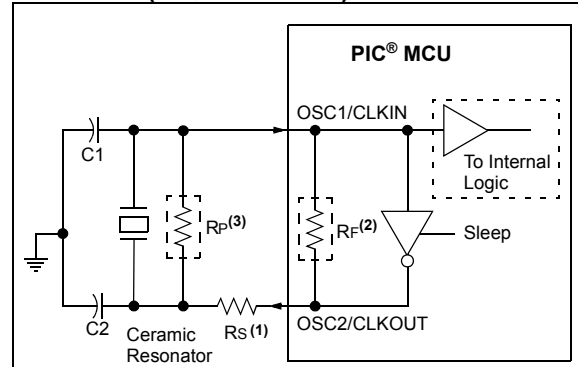 PIC® MCU
OSC1/CLKIN
C1
To Internal
Logic
RP(3)
RF(2)
Sleep
C2
Ceramic
Resonator
RS(1)
OSC2/CLKOUT